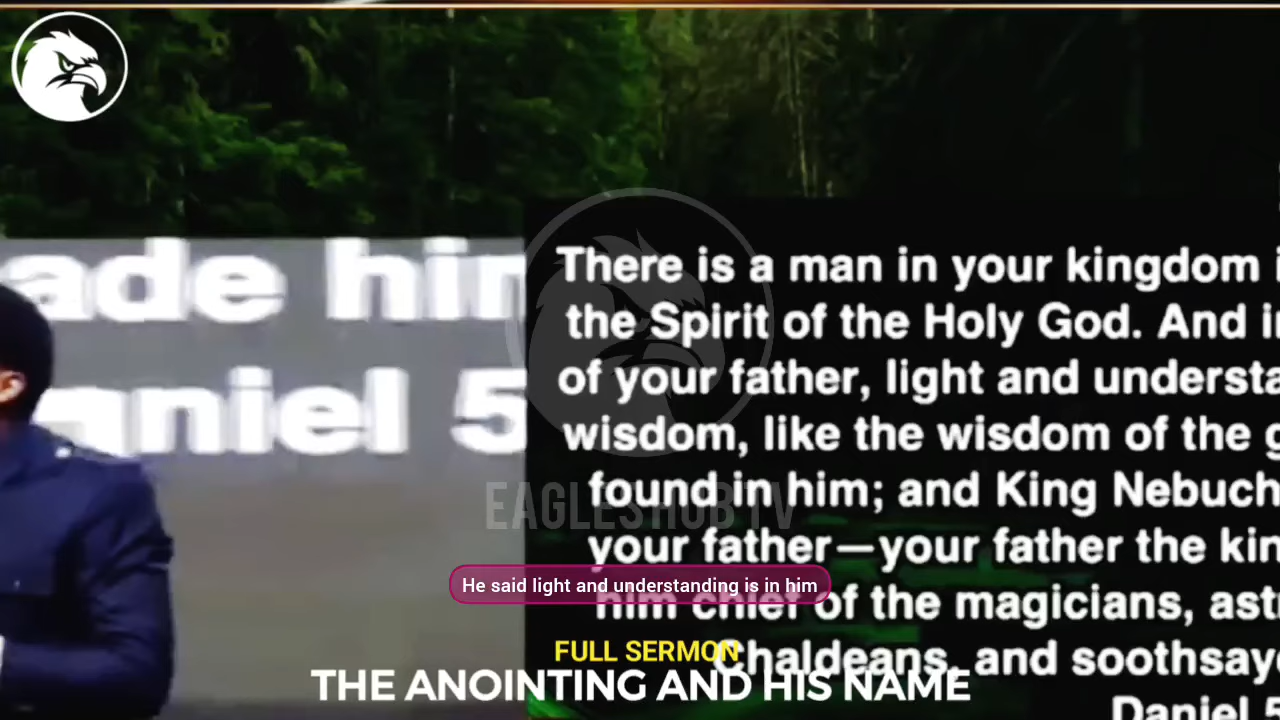 ade him
aniel 5
There is a man in your kingdom
the Spirit of the Holy God. And
of your father, light and understa
wisdom, like the wisdom of the
found in him; and King Nebuch
your father—your father the kin
him chief of the magicians, ast
Chaldeans, and soothsaye
Daniel 5
EAGLES HUB TV
He said light and understanding is in him
FULL SERMON
THE ANOINTING AND HIS NAME